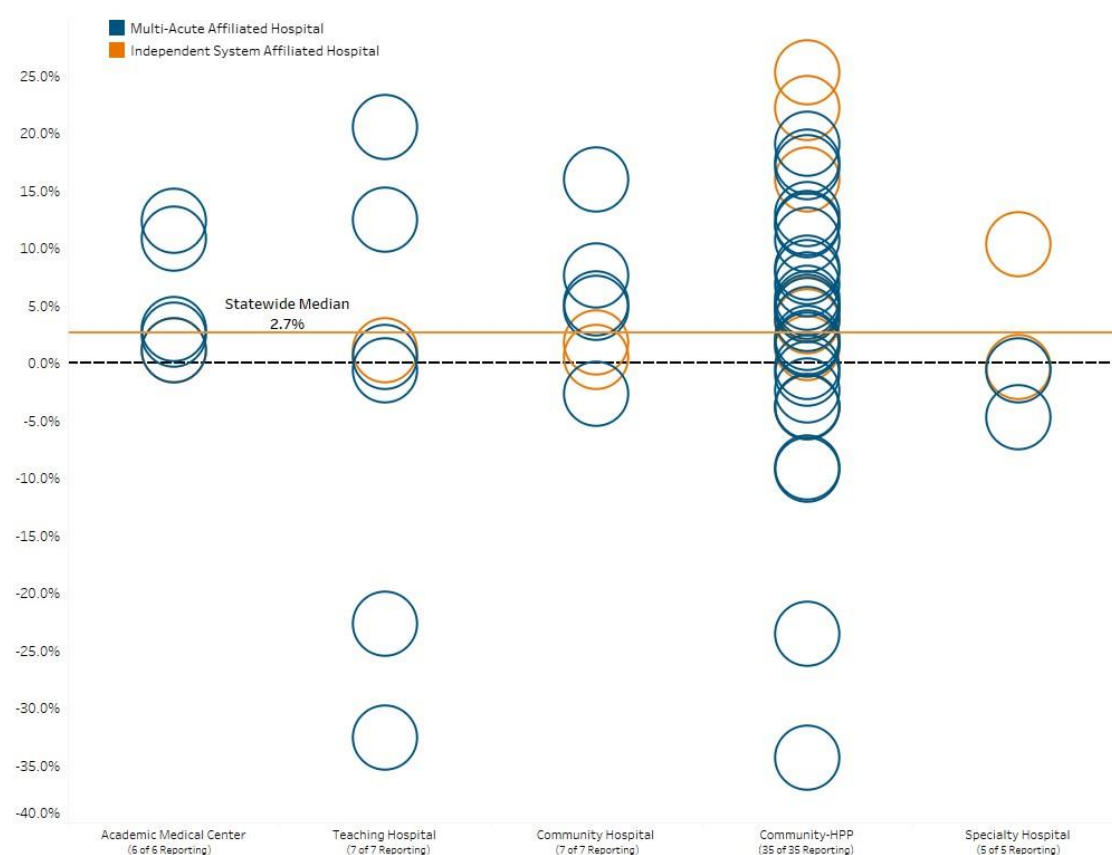 Multi-Acute Affiliated Hospital
Independent System Affiliated Hospital
25.0%
20.0%
15.0%
10.0%
5.0%
0.0%
-5.0%
-10.0%
-15.0%
-20.0%
-25.0%
-30.0%
-35.0%
-40.0%
Statewide Median
2.7%
Academic Medical Center
(6 of 6 Reporting)
Teaching Hospital
(7 of 7 Reporting)
Community Hospital
(7 of 7 Reporting)
Community-HPP
(35 of 35 Reporting)
Specialty Hospital
(5 of 5 Reporting)